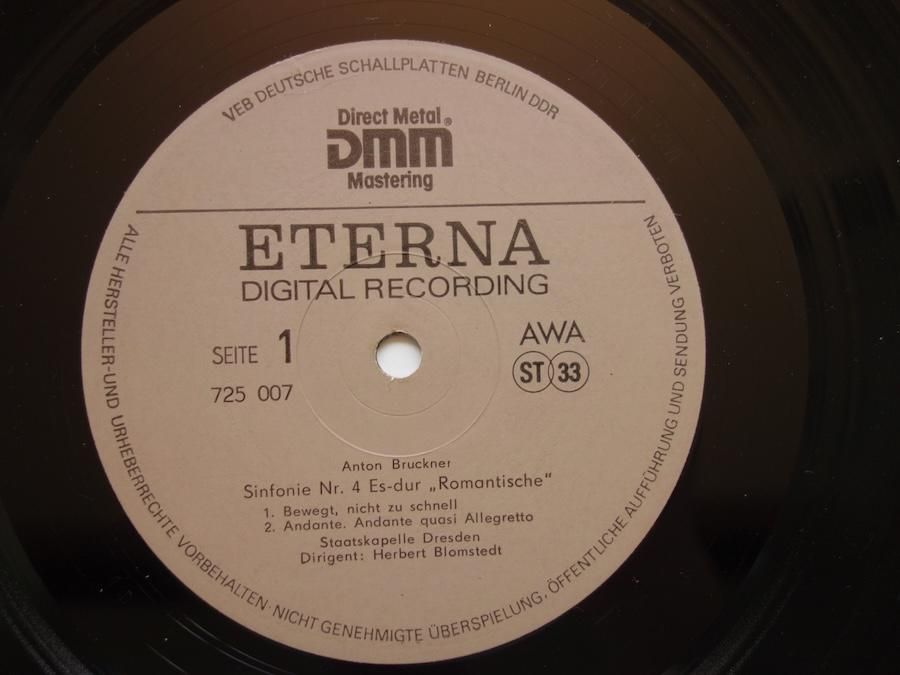 VEB DEUTSCHE SCHALLPLATTEN BERLIN DDR
Direct Metal®
DMM
Mastering
ETERNA
DIGITAL RECORDING
SEITE 1
725 007
AWA
ST 33
Anton Bruckner
Sinfonie Nr. 4 Es-dur „Romantische“
1. Bewegt, nicht zu schnell
2. Andante. Andante quasi Allegretto
Staatskapelle Dresden
Dirigent: Herbert Blomstedt
ALLE HERSTELLER-UND URHEBERRECHTE VORBEHALTEN·NICHT GENEHMIGTE ÜBERSPIELUNG, ÖFFENTLICHE AUFFÜHRUNG UND SENDUNG VERBOTEN